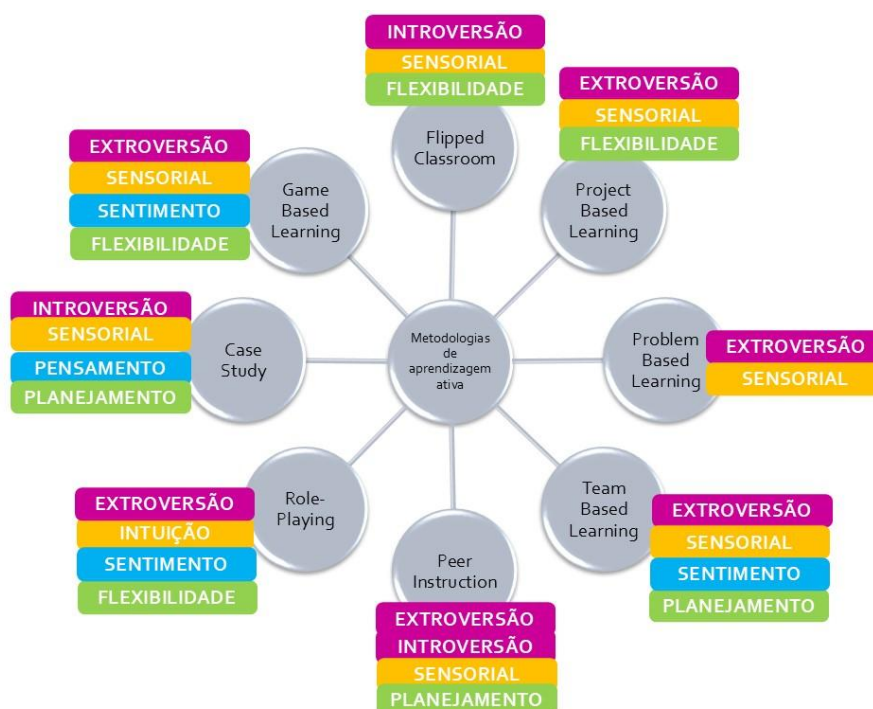 INTROVERSÃO
SENSORIAL
FLEXIBILIDADE
Flipped
Classroom
EXTROVERSÃO
SENSORIAL
FLEXIBILIDADE
Project
Based
Learning
EXTROVERSÃO
SENSORIAL
SENTIMENTO
FLEXIBILIDADE
Game
Based
Learning
INTROVERSÃO
SENSORIAL
PENSAMENTO
PLANEJAMENTO
Case
Study
Metodologias
de
aprendizagem
ativa
Problem
Based
Learning
EXTROVERSÃO
SENSORIAL
EXTROVERSÃO
INTUIÇÃO
SENTIMENTO
FLEXIBILIDADE
Role-
Playing
Peer
Instruction
EXTROVERSÃO
INTROVERSÃO
SENSORIAL
PLANEJAMENTO
Team
Based
Learning
EXTROVERSÃO
SENSORIAL
SENTIMENTO
PLANEJAMENTO